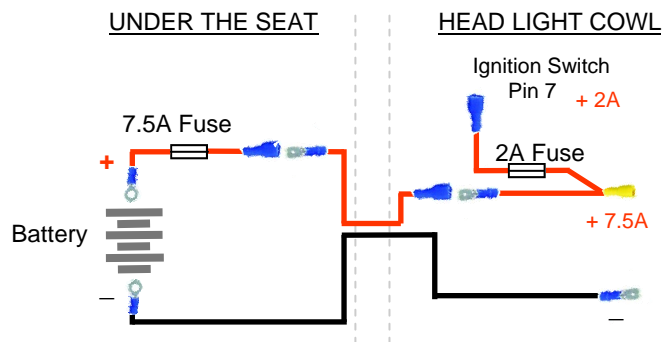 UNDER THE SEAT
HEAD LIGHT COWL
Ignition Switch
Pin 7
+ 2A
7.5A Fuse
2A Fuse
+
+ 7.5A
Battery
–
–